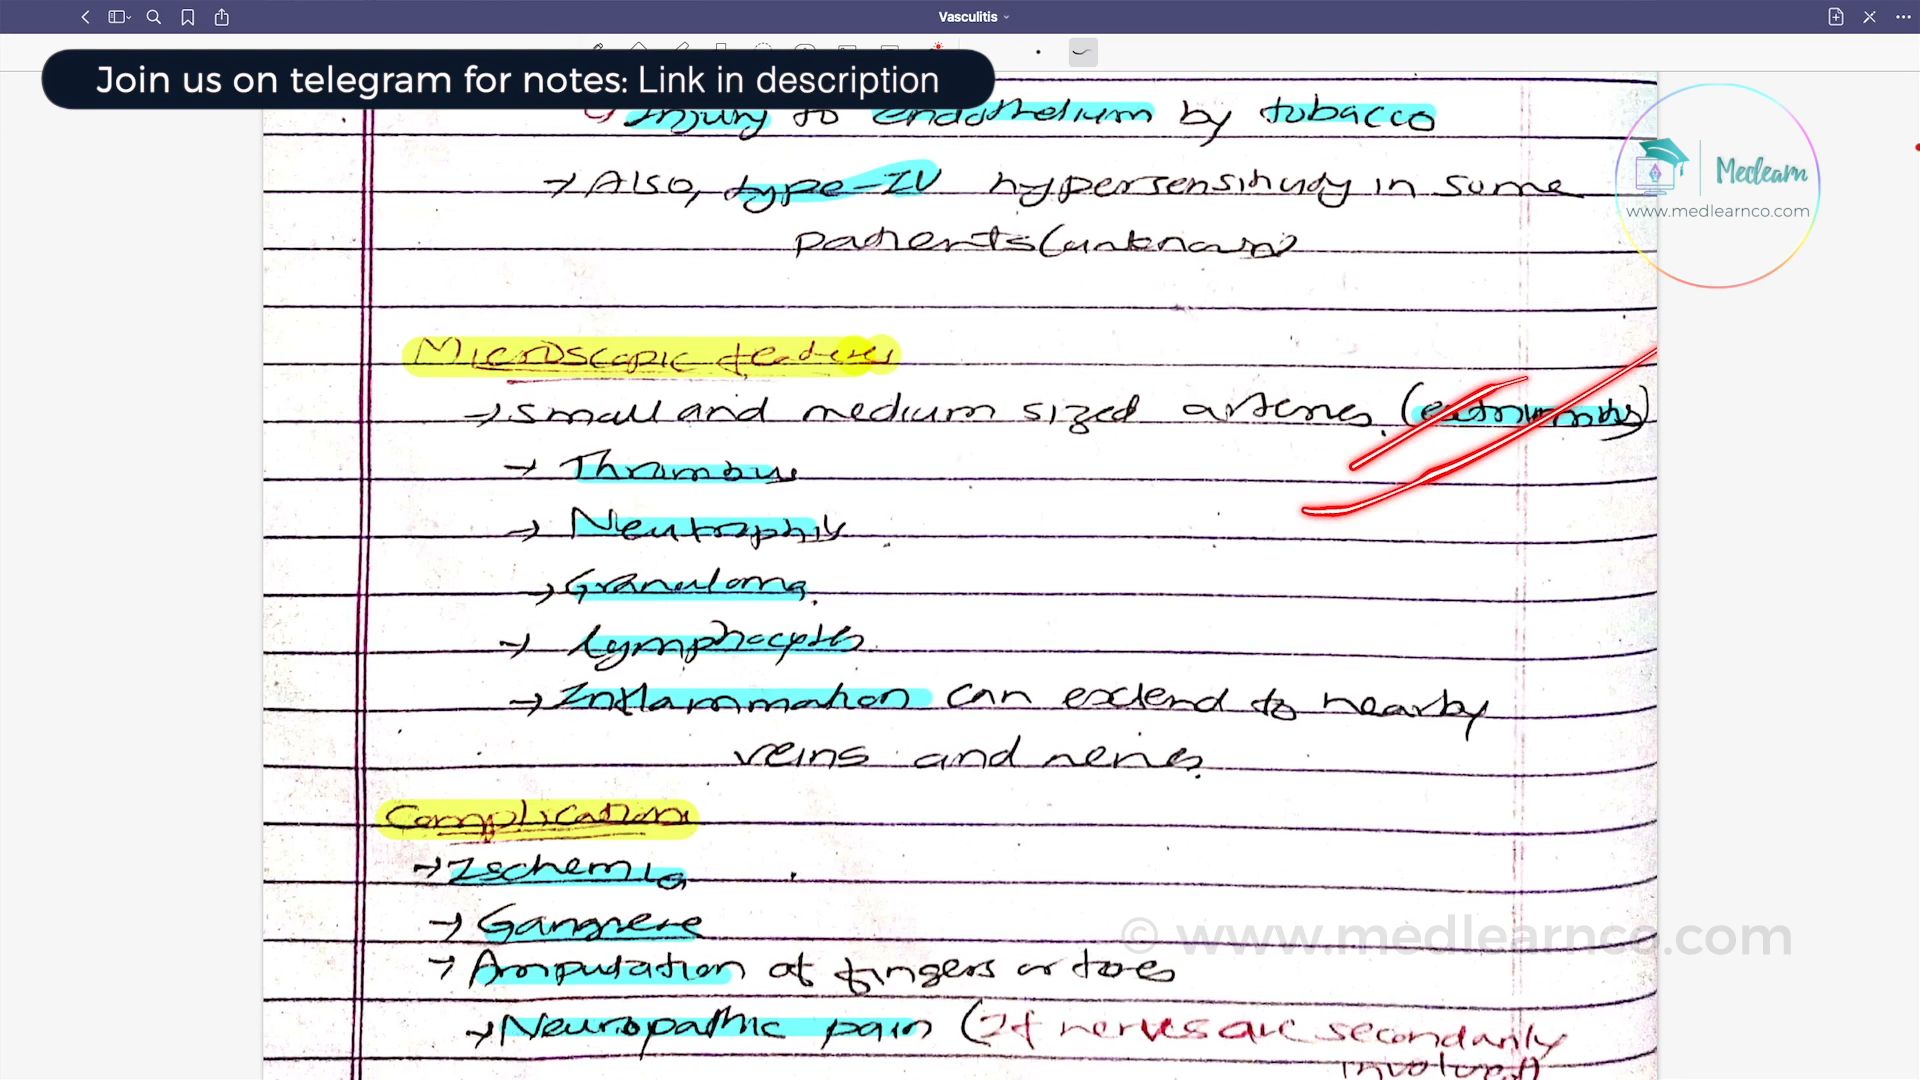 Vasculitis
Join us on telegram for notes: Link in description
Injury to endothelium by tobacco
→ Also, type-IV hypersensitivity in some
patients (unknown)
Medlearn
www.medlearnco.com
Microscopic features
→ small and medium sized arteries. (extrimities)
→ Thrombus
→ Neutrophils
→ Granuloma
→ Lymphocytes
→ Inflammation can extend to nearby
veins and nerves.
Complications
→ Ischemia
→ Gangrene
→ Amputation of fingers or toes
→ Neuropathic pain (If nerves are secondarily
involved)
© www.medlearnco.com